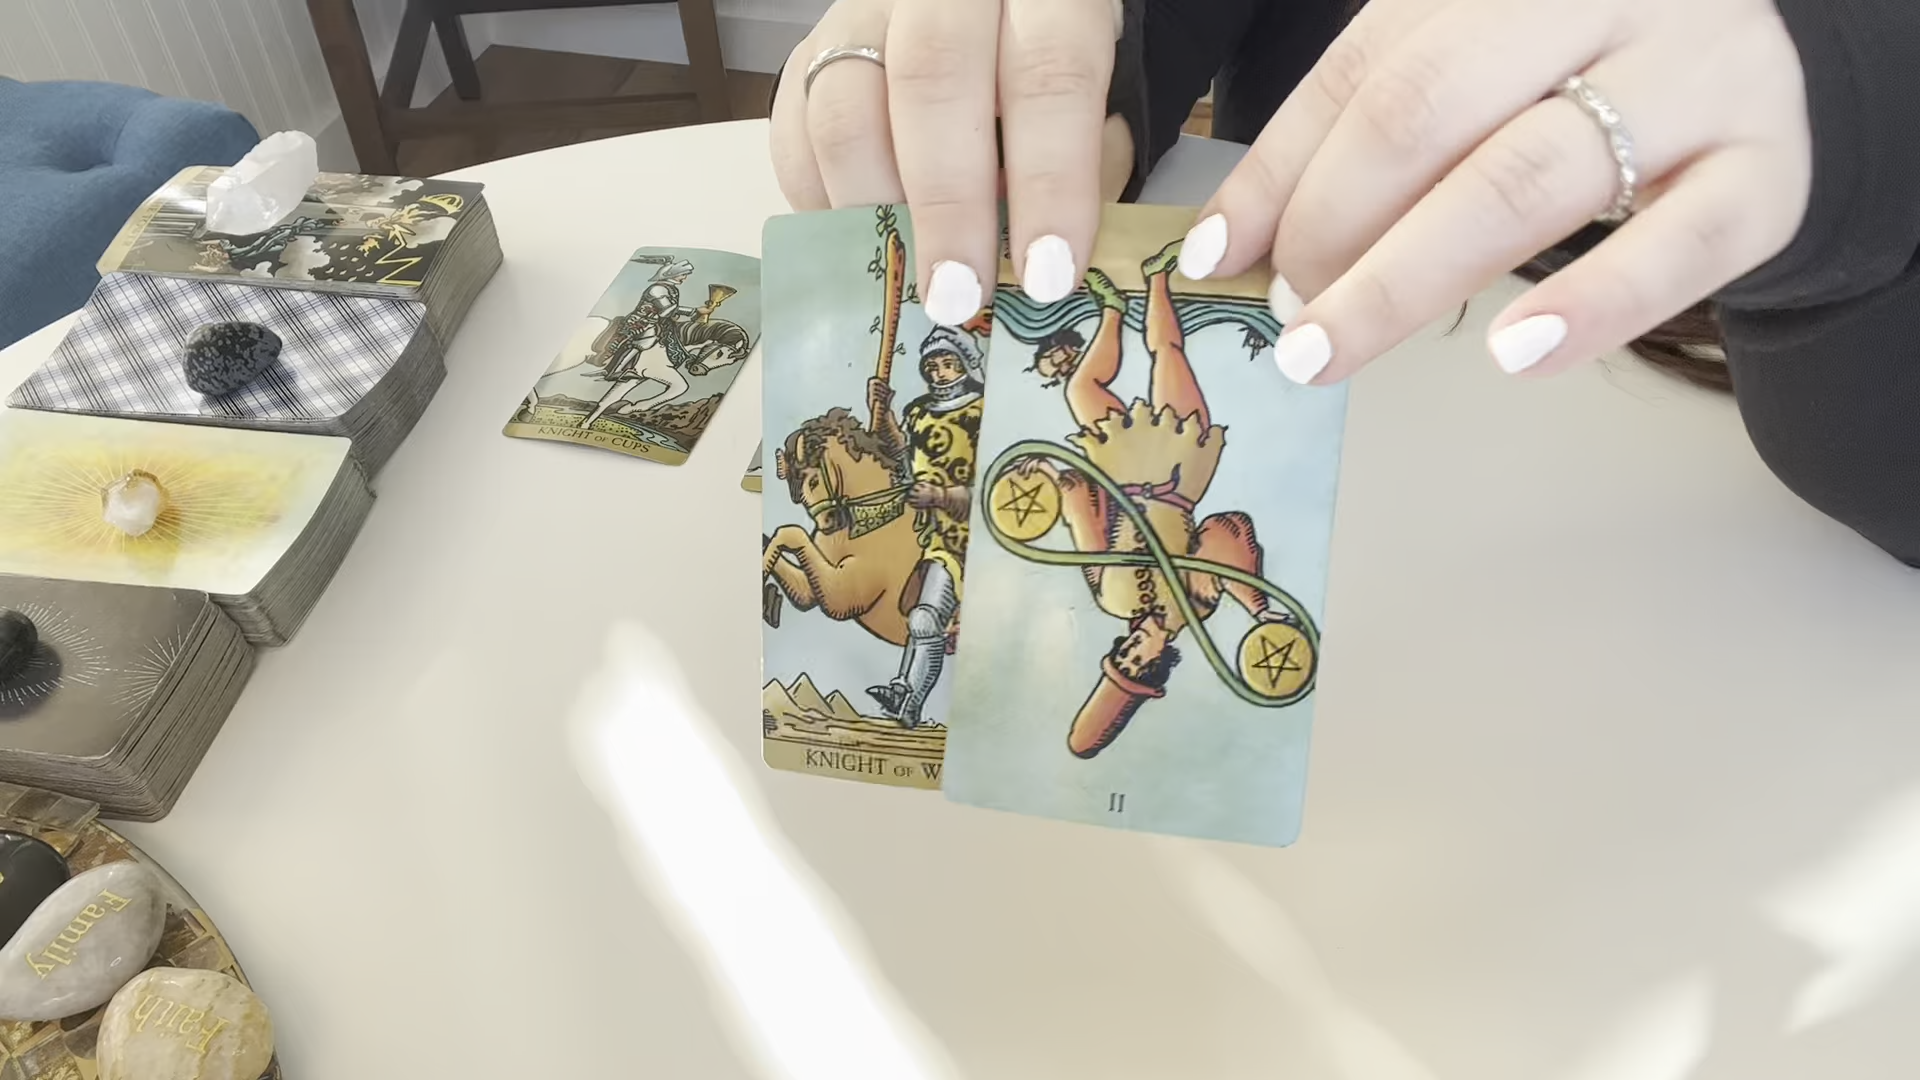 KNIGHT OF CUPS
KNIGHT OF W
II
Family
Faith